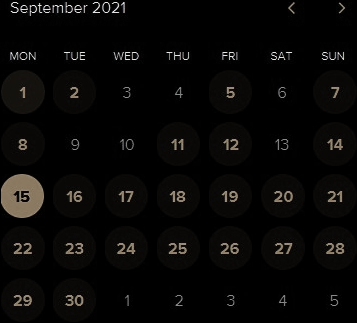 September 2021
MON TUE WED THU FRI SAT SUN
1 2 3 4 5 6 7
8 9 10 11 12 13 14
15 16 17 18 19 20 21
22 23 24 25 26 27 28
29 30 1 2 3 4 5